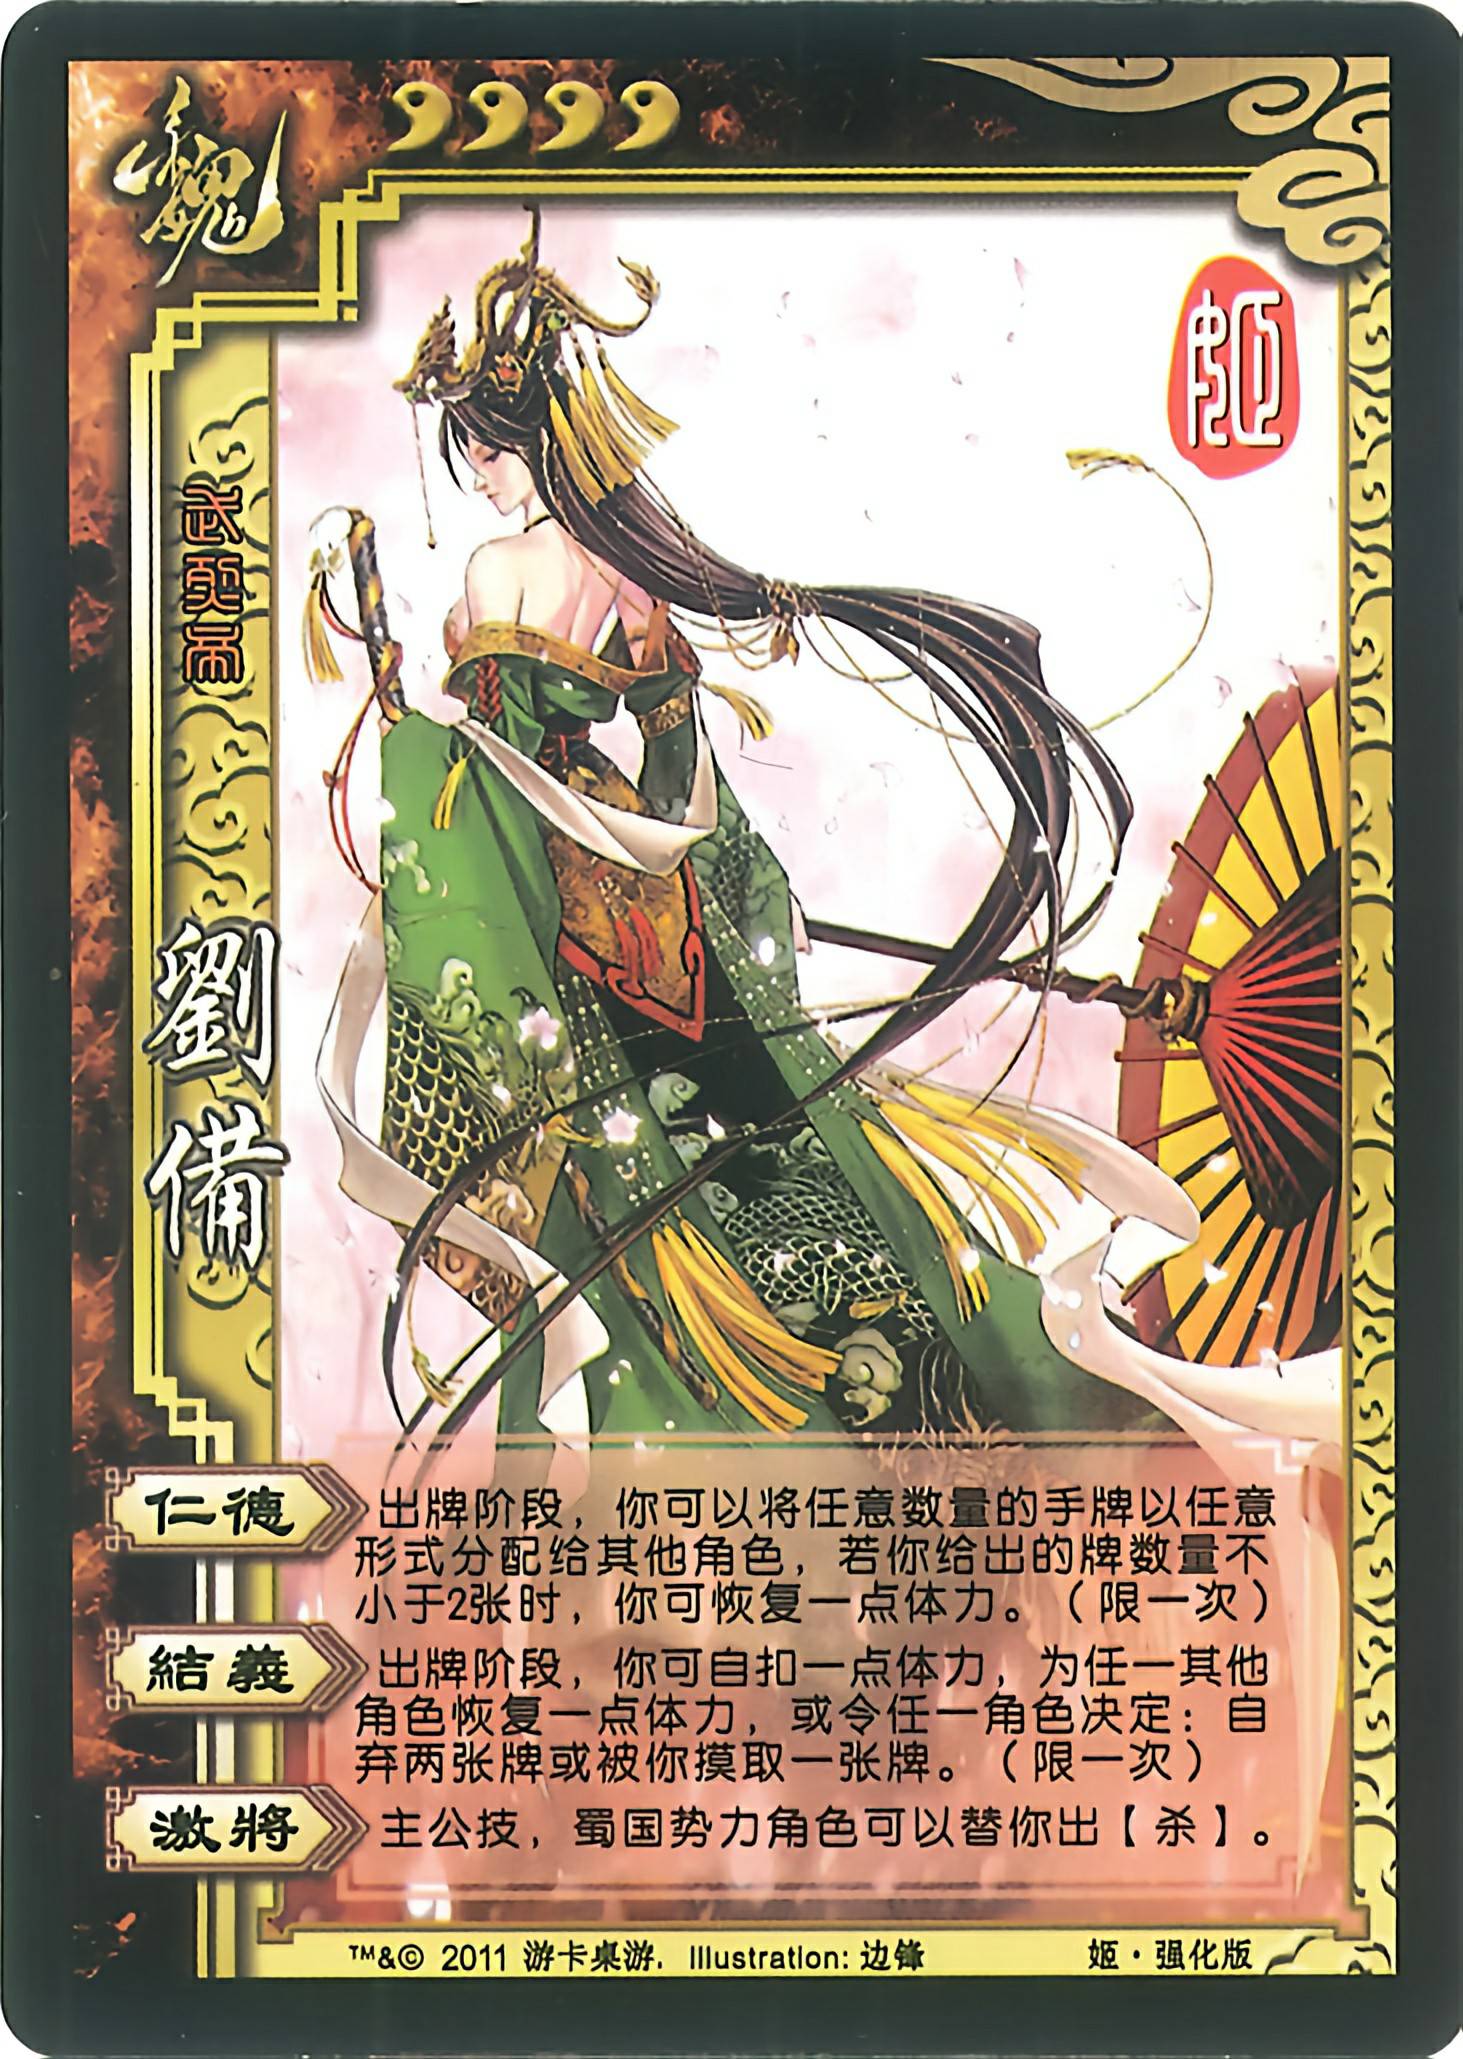 魏
姬
武烈帝
劉備
仁德
出牌阶段，你可以将任意数量的手牌以任意
形式分配给其他角色，若你给出的牌数量不
小于2张时，你可恢复一点体力。（限一次）
結義
出牌阶段，你可自扣一点体力，为任一其他
角色恢复一点体力，或令任一角色决定：自
弃两张牌或被你摸取一张牌。（限一次）
激將
主公技，蜀国势力角色可以替你出【杀】。
™&© 2011 游卡桌游. Illustration: 边锋
姬·强化版